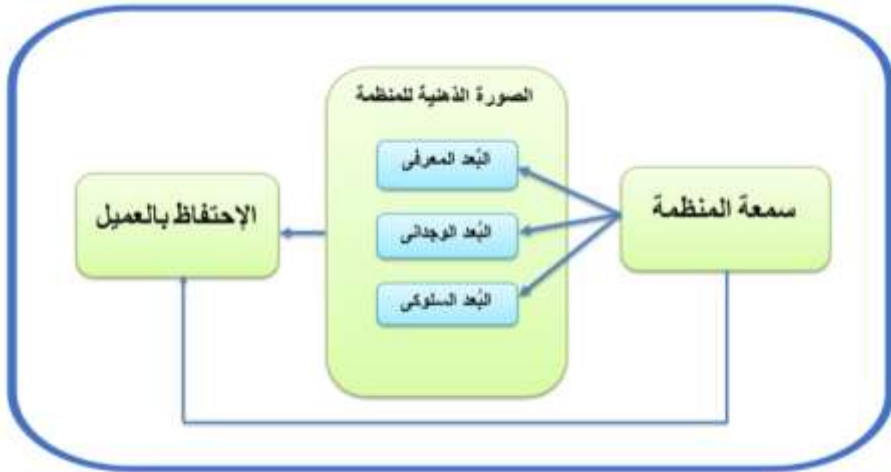 الصورة الذهنية للمنظمة
سمعة المنظمة
البُعد المعرفى
البُعد الوجدانى
البُعد السلوكى
الإحتفاظ بالعميل